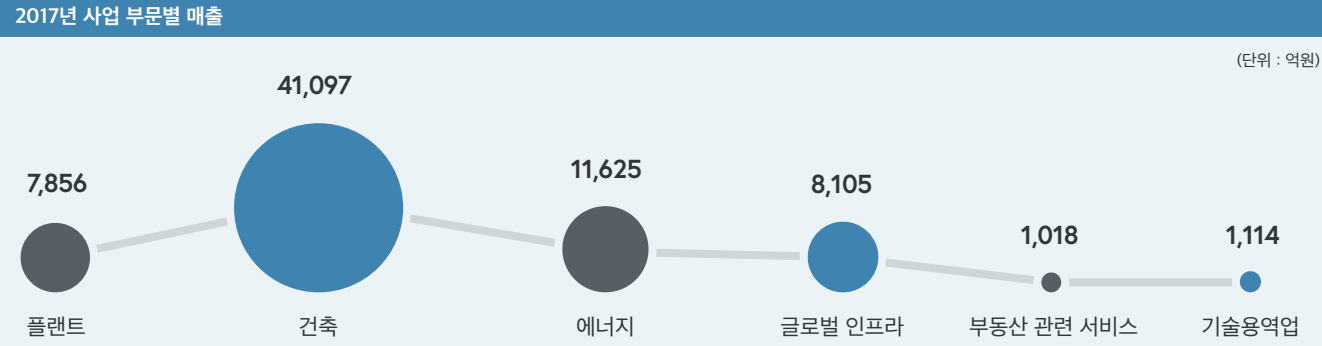 2017년 사업 부문별 매출
(단위 : 억원)
41,097
7,856
11,625
8,105
1,018
1,114
플랜트
건축
에너지
글로벌 인프라
부동산 관련 서비스
기술용역업